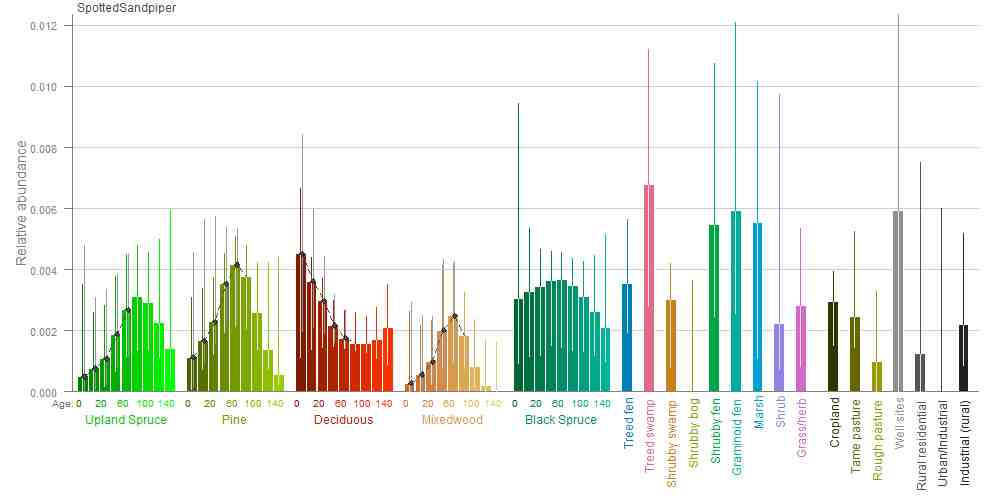 SpottedSandpiper
Relative abundance
0.012
0.010
0.008
0.006
0.004
0.002
0.000
Age: 0 20 60 100 140 0 20 60 100 140 0 20 60 100 140 0 20 60 100 140 0 20 60 100 140
Upland Spruce Pine Deciduous Mixedwood Black Spruce
Treed fen
Treed swamp
Shrubby swamp
Shrubby bog
Shrubby fen
Graminoid fen
Marsh
Shrub
Grass/herb
Cropland
Tame pasture
Rough pasture
Well sites
Rural residential
Urban/Industrial
Industrial (rural)